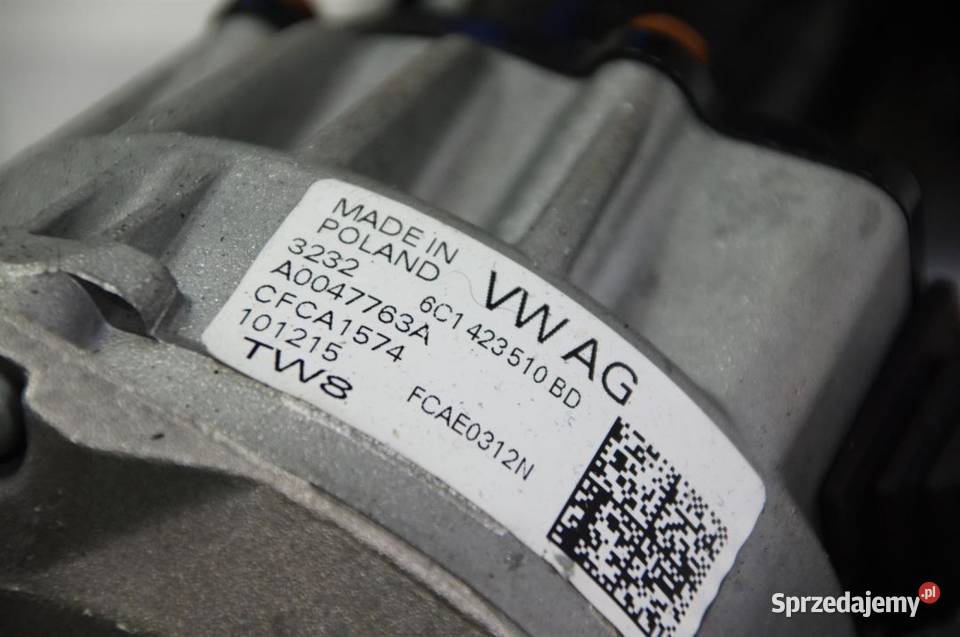 MADE IN
POLAND
VW AG
3232
6C1 423 510 BD
A0047763A
CFCA1574
101215
FCAE0312N
TW8
Sprzedajemy.pl